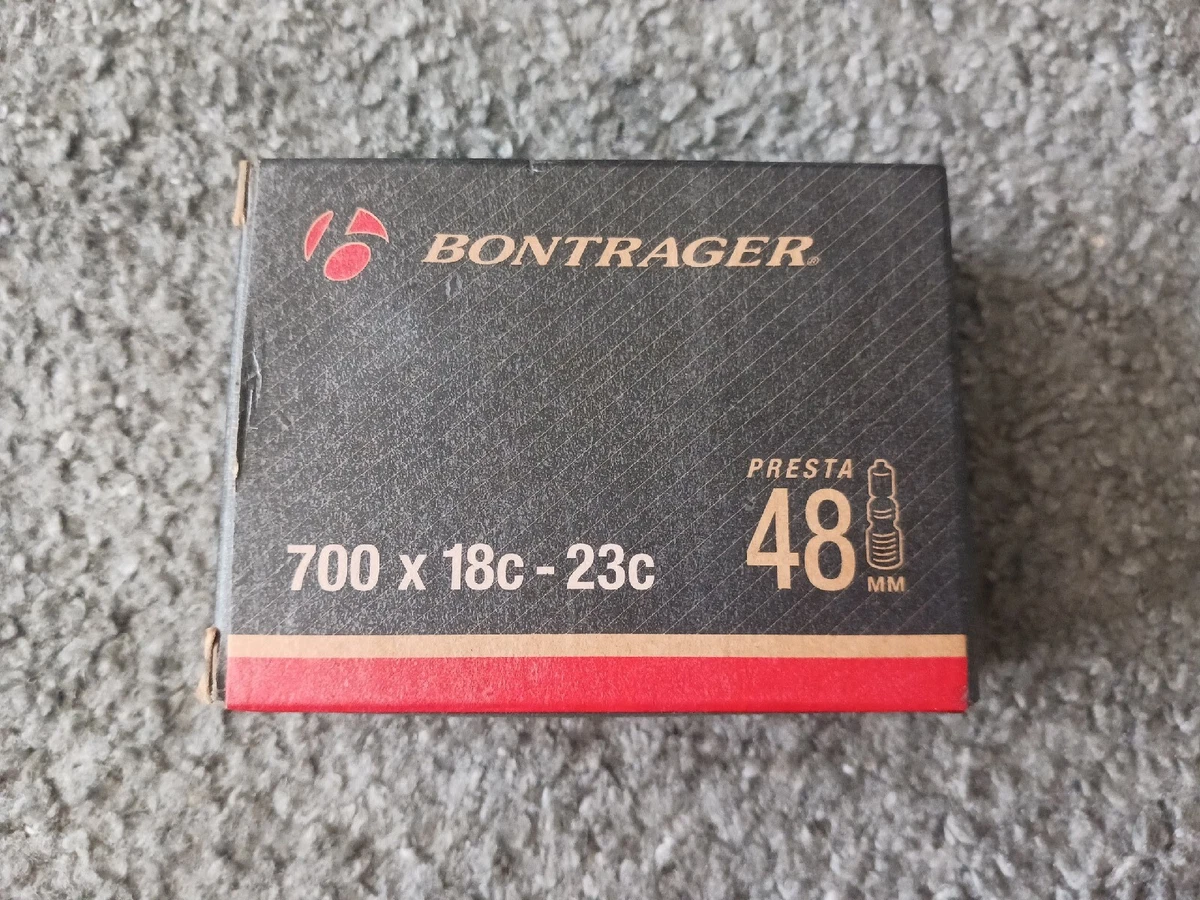 BONTRAGER®
PRESTA
48
MM
700 x 18c - 23c